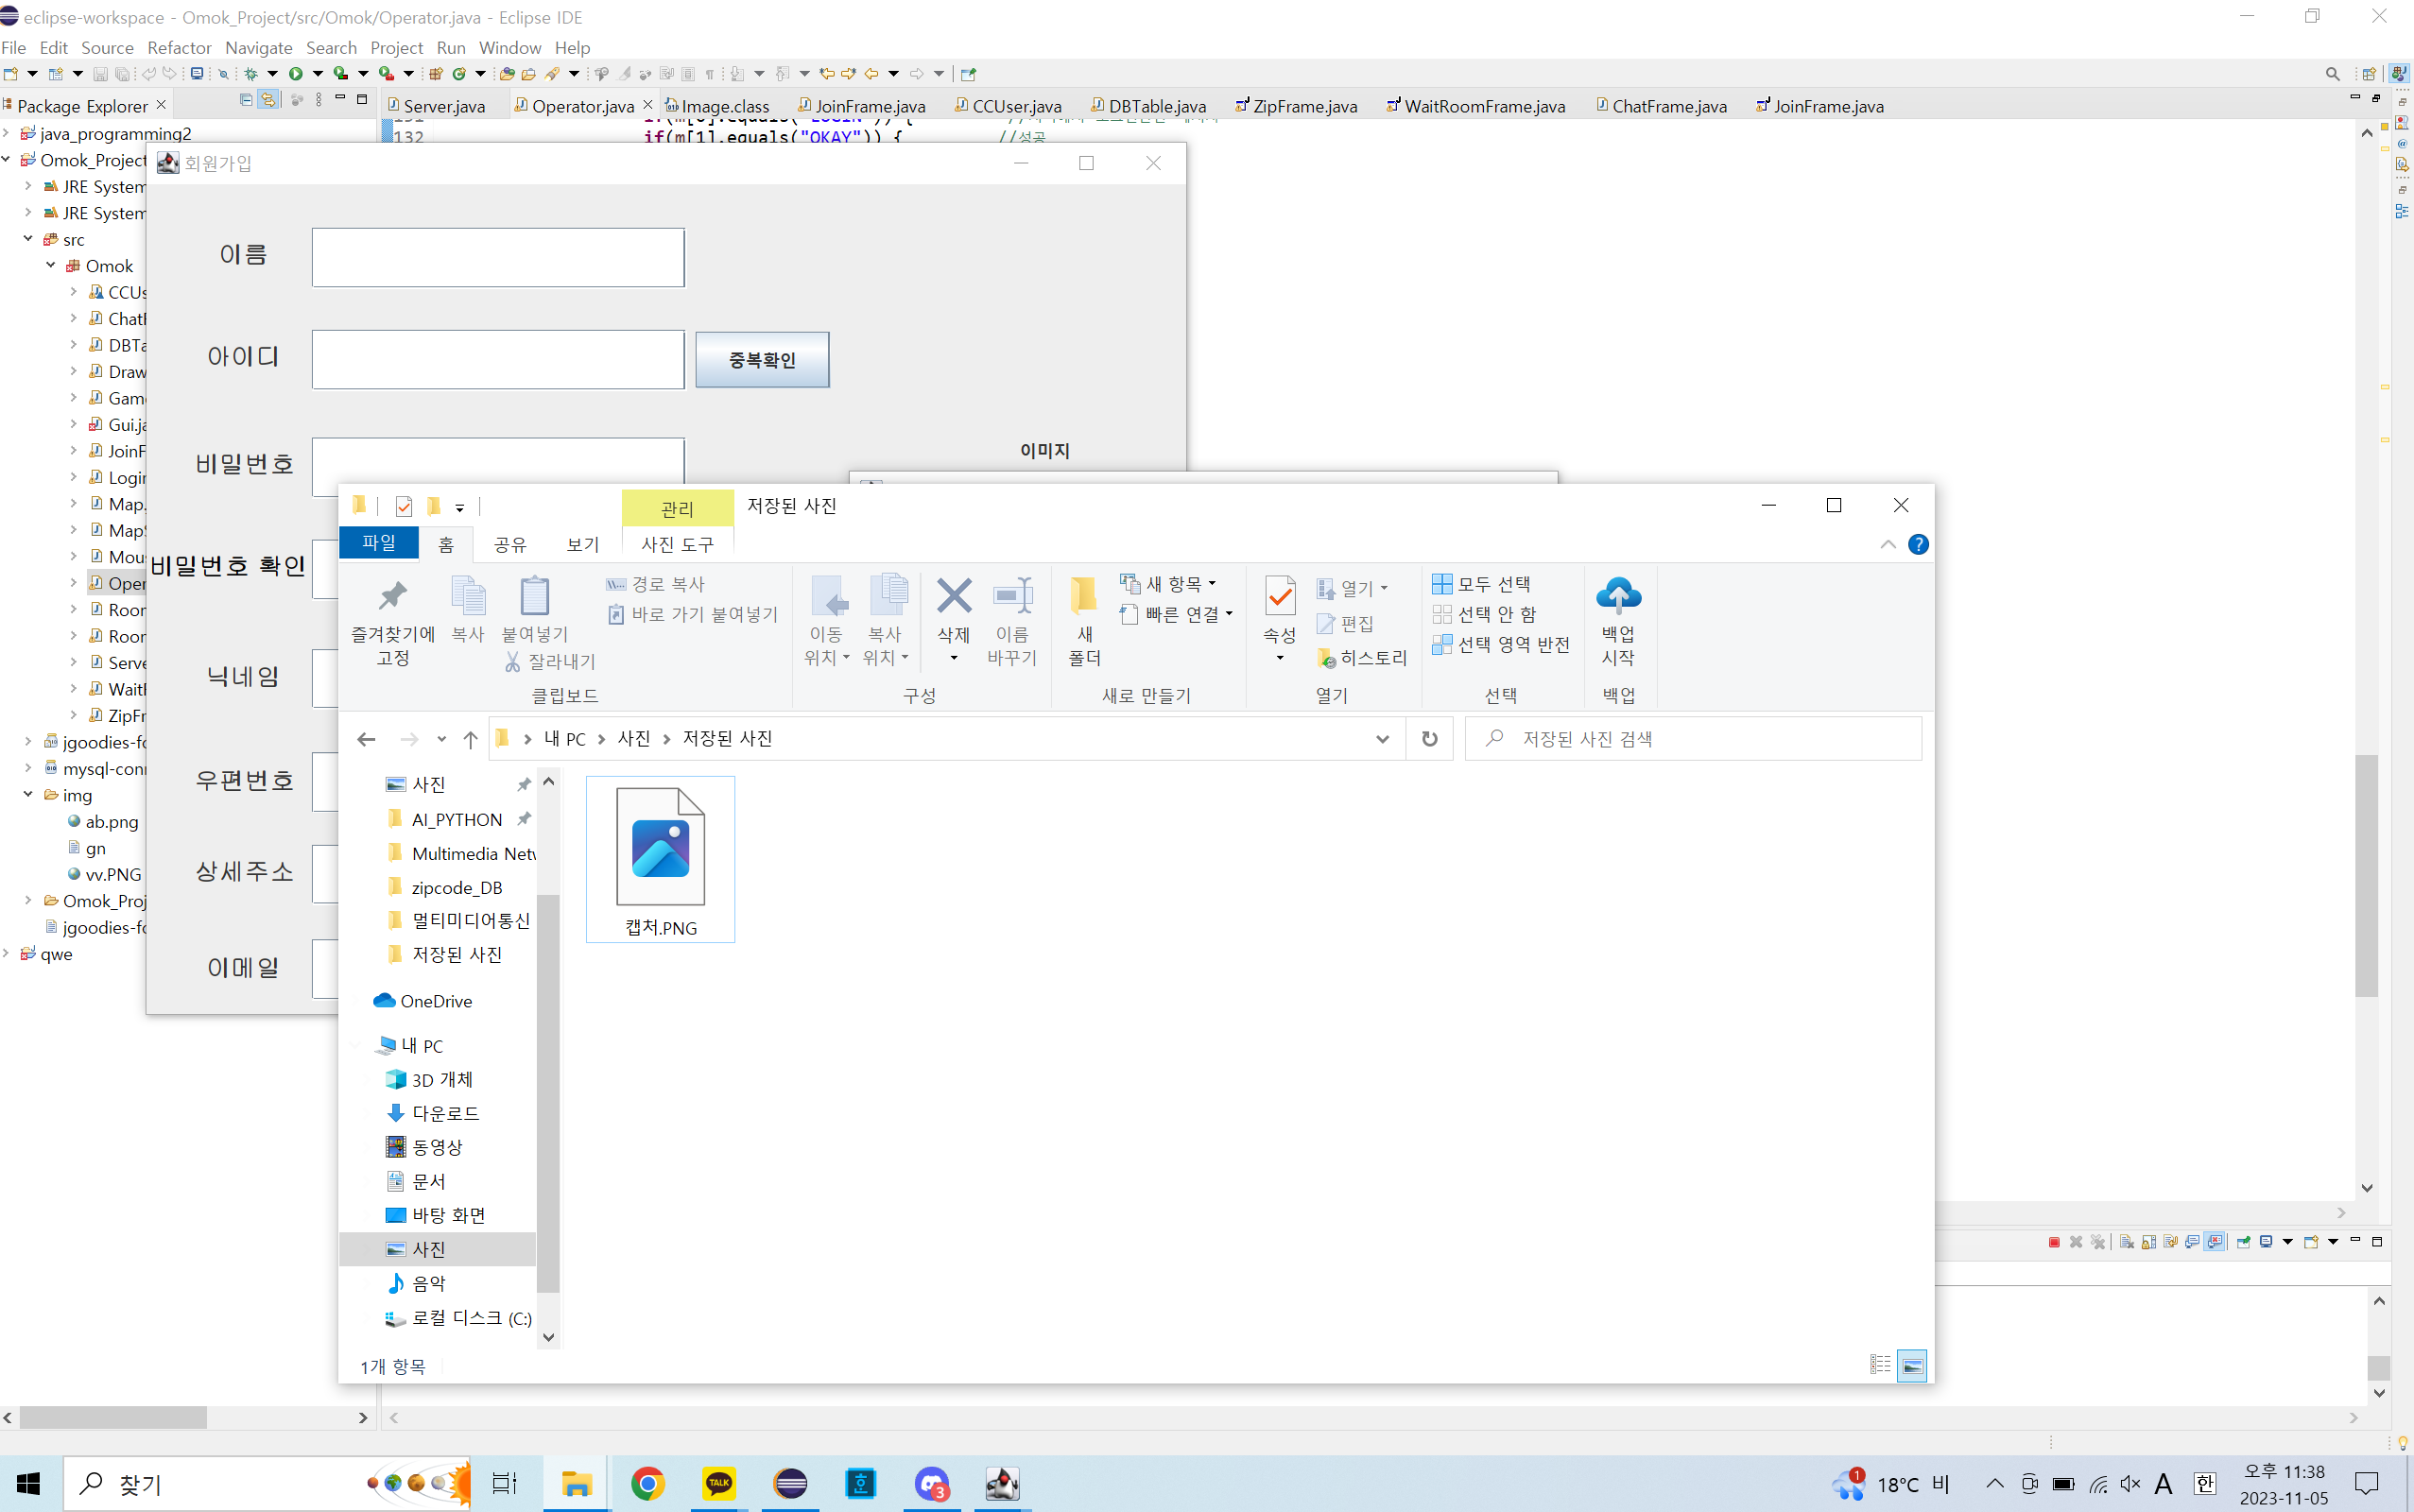 eclipse-workspace - Omok_Project/src/Omok/Operator.java - Eclipse IDE
File Edit Source Refactor Navigate Search Project Run Window Help
Package Explorer
Server.java Operator.java Image.class JoinFrame.java CCUser.java DBTable.java ZipFrame.java WaitRoomFrame.java ChatFrame.java JoinFrame.java
java_programming2
132 if(m[1].equals("OKAY")) { //성공
Omok_Project
JRE System
JRE System
src
Omok
CCUs
Chat
DBTa
Draw
Gam
Gui.ja
JoinF
Login
Map.
MapS
Mou
Oper
Roon
Roon
Serve
Wait
ZipFr
jgoodies-fo
mysql-conn
img
ab.png
gn
vv.PNG
Omok_Proj
jgoodies-fo
qwe
회원가입
이름
아이디
중복확인
비밀번호
이미지
비밀번호 확인
닉네임
우편번호
상세주소
이메일
관리
저장된 사진
파일 홈 공유 보기 사진 도구
즐겨찾기에 고정
복사
붙여넣기
경로 복사
바로 가기 붙여넣기
잘라내기
클립보드
이동 위치
복사 위치
삭제
이름 바꾸기
구성
새 폴더
새 항목
빠른 연결
새로 만들기
속성
열기
편집
히스토리
열기
모두 선택
선택 안 함
선택 영역 반전
선택
백업 시작
백업
내 PC 사진 저장된 사진
저장된 사진 검색
사진
AI_PYTHON
Multimedia Netw
zipcode_DB
멀티미디어통신
저장된 사진
OneDrive
내 PC
3D 개체
다운로드
동영상
문서
바탕 화면
사진
음악
로컬 디스크 (C:)
캡처.PNG
1개 항목
찾기
TALK
훈
3
1
18°C 비
A
한
오후 11:38
2023-11-05